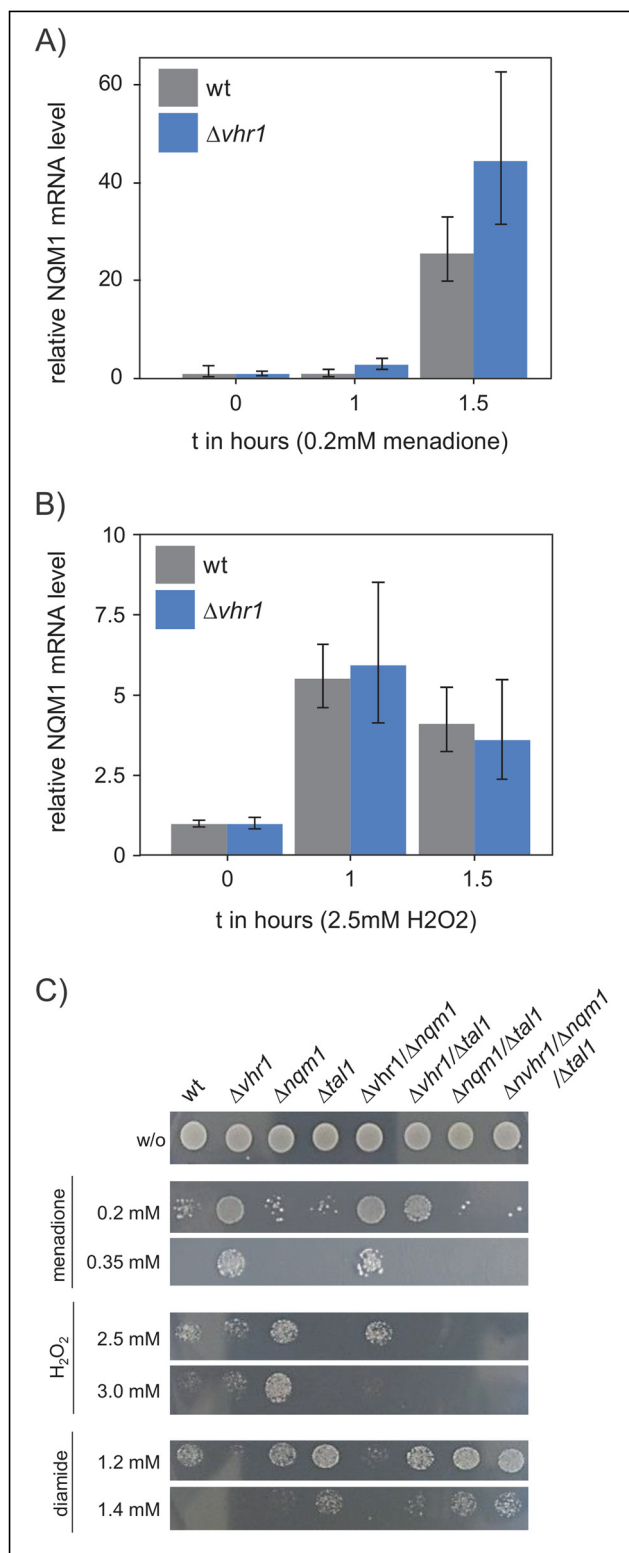 A)
60
40
20
0
relative NQM1 mRNA level
wt
Δvhr1
0 1 1.5
t in hours (0.2mM menadione)
B)
10
7.5
5
2.5
0
relative NQM1 mRNA level
wt
Δvhr1
0 1 1.5
t in hours (2.5mM H2O2)
C)
wt
Δvhr1
Δnqm1
Δtal1
Δvhr1/Δnqm1
Δvhr1/Δtal1
Δnqm1/Δtal1
Δnvhr1/Δnqm1
/Δtal1
w/o
menadione
0.2 mM
0.35 mM
H₂O₂
2.5 mM
3.0 mM
diamide
1.2 mM
1.4 mM